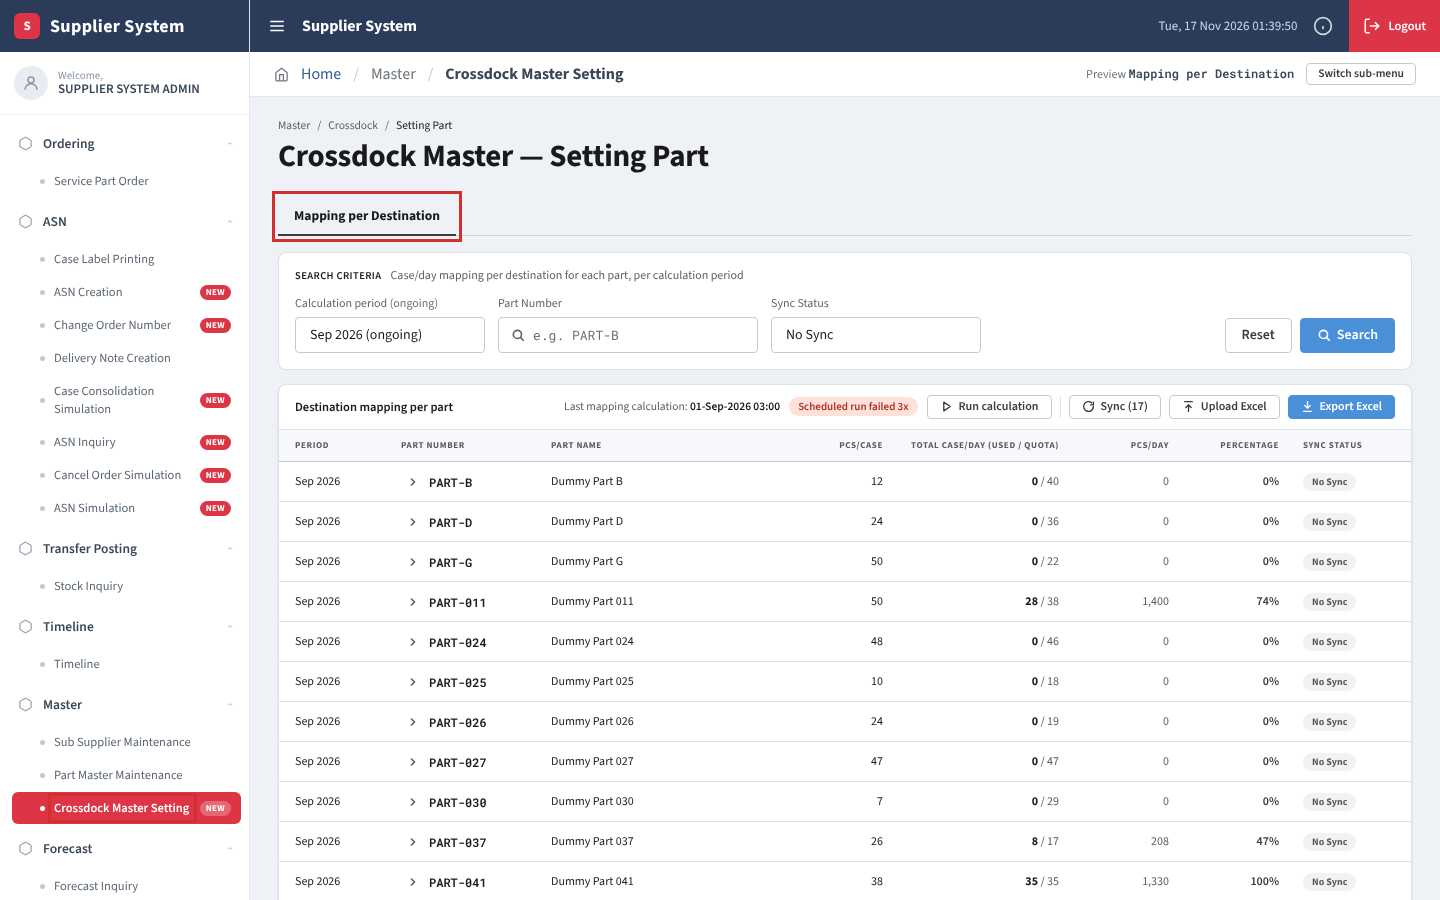 S Supplier System
Supplier System
Tue, 17 Nov 2026 01:39:50
Logout
Welcome,
SUPPLIER SYSTEM ADMIN
Home / Master / Crossdock Master Setting
Preview Mapping per Destination
Switch sub-menu
Ordering
Service Part Order
ASN
Case Label Printing
ASN Creation NEW
Change Order Number NEW
Delivery Note Creation
Case Consolidation
Simulation NEW
ASN Inquiry NEW
Cancel Order Simulation NEW
ASN Simulation NEW
Transfer Posting
Stock Inquiry
Timeline
Timeline
Master
Sub Supplier Maintenance
Part Master Maintenance
Crossdock Master Setting NEW
Forecast
Forecast Inquiry
Master / Crossdock / Setting Part
Crossdock Master — Setting Part
Mapping per Destination
SEARCH CRITERIA Case/day mapping per destination for each part, per calculation period
Calculation period (ongoing) Part Number Sync Status
Sep 2026 (ongoing) e.g. PART-B No Sync Reset Search
Destination mapping per part Last mapping calculation: 01-Sep-2026 03:00 Scheduled run failed 3x Run calculation Sync (17) Upload Excel Export Excel
PERIOD PART NUMBER PART NAME PCS/CASE TOTAL CASE/DAY (USED / QUOTA) PCS/DAY PERCENTAGE SYNC STATUS
Sep 2026 PART-B Dummy Part B 12 0 / 40 0 0% No Sync
Sep 2026 PART-D Dummy Part D 24 0 / 36 0 0% No Sync
Sep 2026 PART-G Dummy Part G 50 0 / 22 0 0% No Sync
Sep 2026 PART-011 Dummy Part 011 50 28 / 38 1,400 74% No Sync
Sep 2026 PART-024 Dummy Part 024 48 0 / 46 0 0% No Sync
Sep 2026 PART-025 Dummy Part 025 10 0 / 18 0 0% No Sync
Sep 2026 PART-026 Dummy Part 026 24 0 / 19 0 0% No Sync
Sep 2026 PART-027 Dummy Part 027 47 0 / 47 0 0% No Sync
Sep 2026 PART-030 Dummy Part 030 7 0 / 29 0 0% No Sync
Sep 2026 PART-037 Dummy Part 037 26 8 / 17 208 47% No Sync
Sep 2026 PART-041 Dummy Part 041 38 35 / 35 1,330 100% No Sync